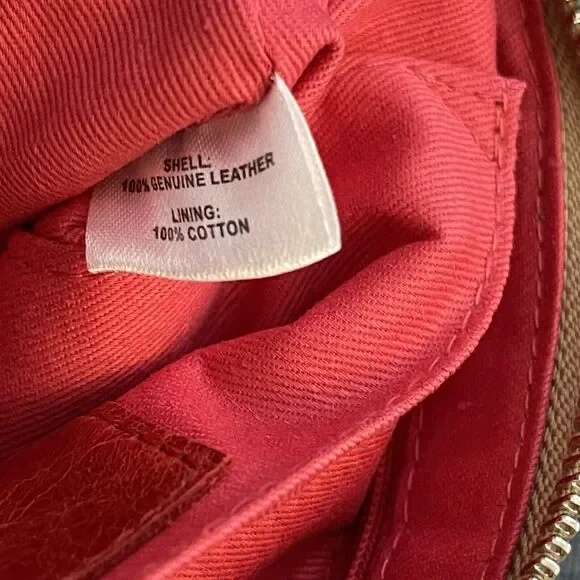 SHELL:
100% GENUINE LEATHER
LINING:
100% COTTON